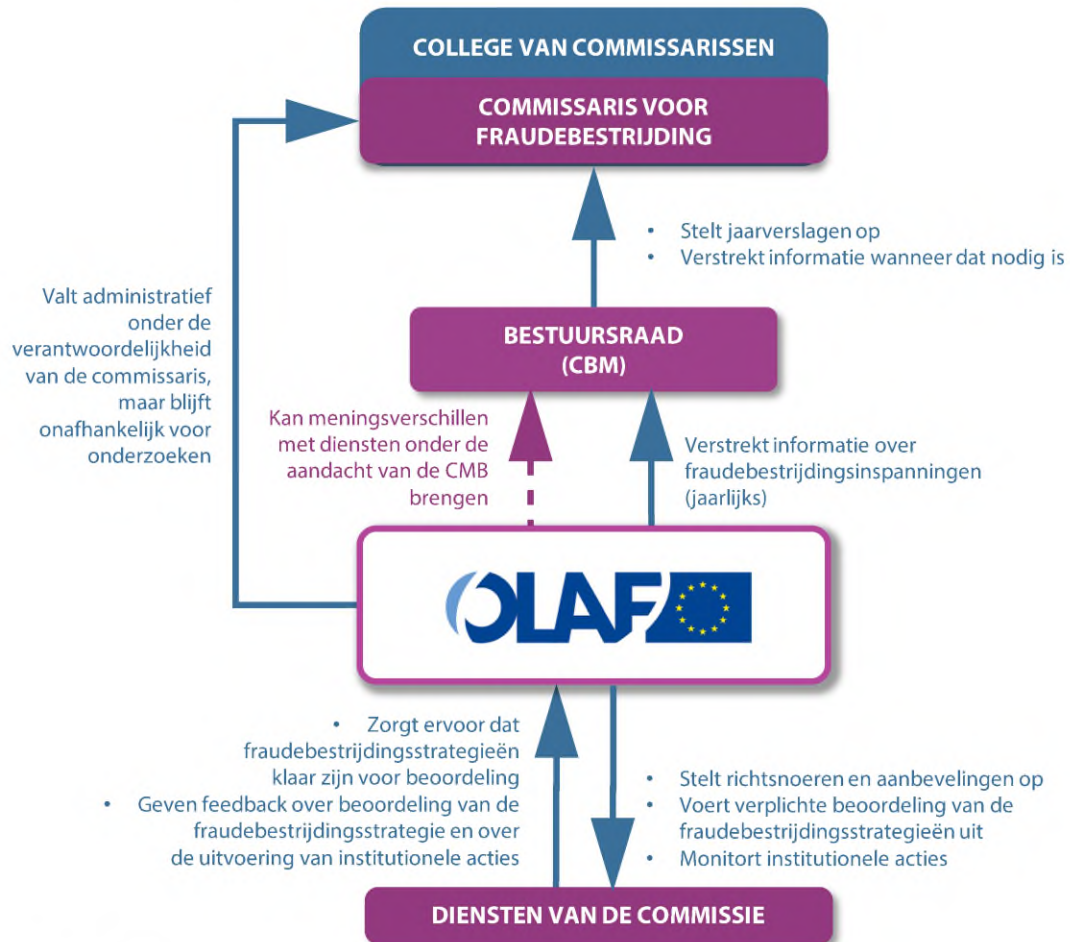 COLLEGE VAN COMMISSARISSEN
COMMISSARIS VOOR
FRAUDEBESTRIJDING
• Stelt jaarverslagen op
• Verstrekt informatie wanneer dat nodig is
Valt administratief
onder de
verantwoordelijkheid
van de commissaris,
maar blijft
onafhankelijk voor
onderzoeken
BESTUURSRAAD
(CBM)
Kan meningsverschillen
met diensten onder de
aandacht van de CMB
brengen
Verstrekt informatie over
fraudebestrijdingsinspanningen
(jaarlijks)
OLAF
• Zorgt ervoor dat
fraudebestrijdingsstrategieën
klaar zijn voor beoordeling
• Geven feedback over beoordeling van de
fraudebestrijdingsstrategie en over
de uitvoering van institutionele acties
• Stelt richtsnoeren en aanbevelingen op
• Voert verplichte beoordeling van de
fraudebestrijdingsstrategieën uit
• Monitort institutionele acties
DIENSTEN VAN DE COMMISSIE